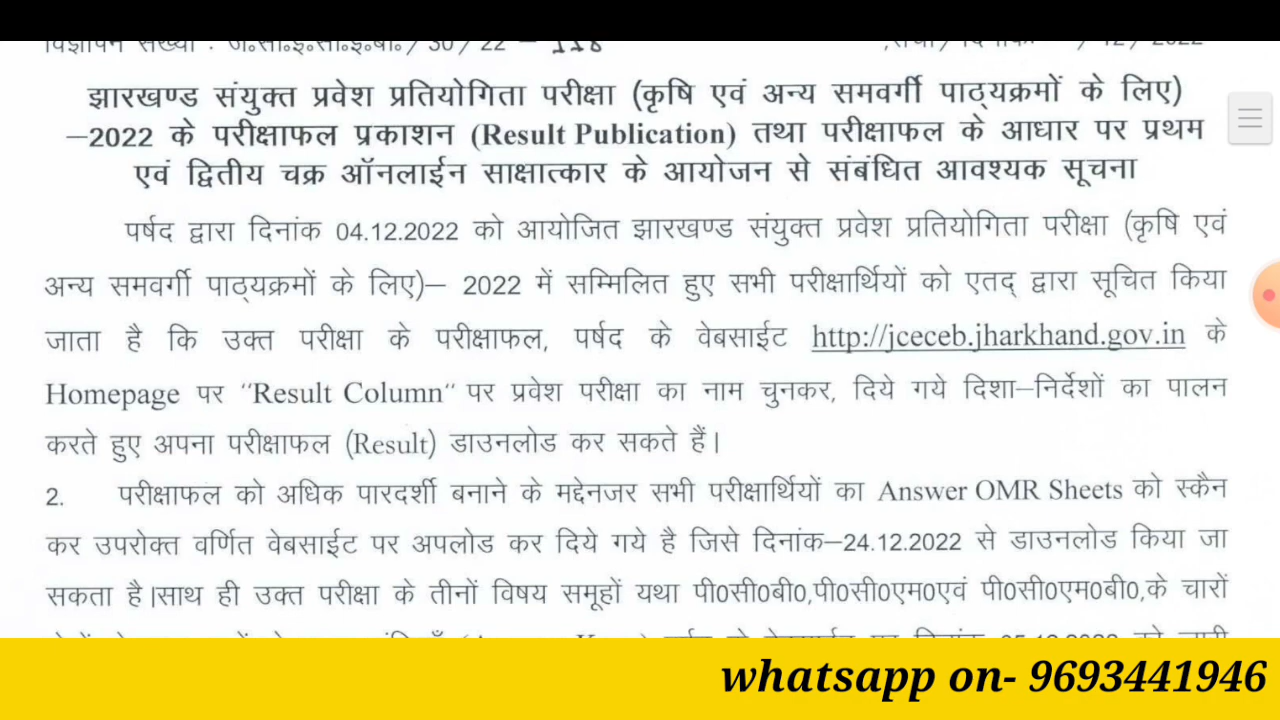 विज्ञापन संख्या : ज॰सं॰इ॰सी॰इ॰बी॰ / 30 / 22 –
झारखण्ड संयुक्त प्रवेश प्रतियोगिता परीक्षा (कृषि एवं अन्य समवर्गी पाठ्यक्रमों के लिए)
–2022 के परीक्षाफल प्रकाशन (Result Publication) तथा परीक्षाफल के आधार पर प्रथम
एवं द्वितीय चक्र ऑनलाईन साक्षात्कार के आयोजन से संबंधित आवश्यक सूचना
पर्षद द्वारा दिनांक 04.12.2022 को आयोजित झारखण्ड संयुक्त प्रवेश प्रतियोगिता परीक्षा (कृषि एवं
अन्य समवर्गी पाठ्यक्रमों के लिए)– 2022 में सम्मिलित हुए सभी परीक्षार्थियों को एतद् द्वारा सूचित किया
जाता है कि उक्त परीक्षा के परीक्षाफल, पर्षद के वेबसाईट http://jceceb.jharkhand.gov.in के
Homepage पर “Result Column“ पर प्रवेश परीक्षा का नाम चुनकर, दिये गये दिशा–निर्देशों का पालन
करते हुए अपना परीक्षाफल (Result) डाउनलोड कर सकते हैं।
2. परीक्षाफल को अधिक पारदर्शी बनाने के मद्देनजर सभी परीक्षार्थियों का Answer OMR Sheets को स्कैन
कर उपरोक्त वर्णित वेबसाईट पर अपलोड कर दिये गये है जिसे दिनांक–24.12.2022 से डाउनलोड किया जा
सकता है।साथ ही उक्त परीक्षा के तीनों विषय समूहों यथा पी0सी0बी0,पी0सी0एम0एवं पी0सी0एम0बी0,के चारों
whatsapp on- 9693441946